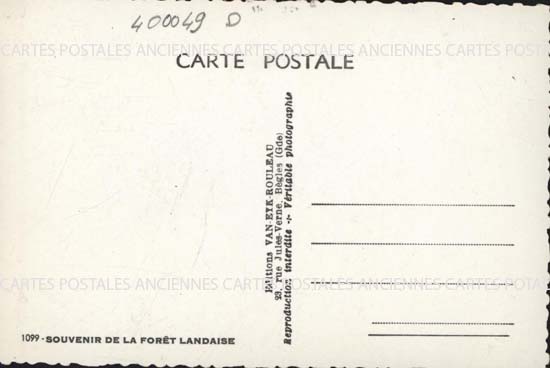 400049 D
CARTES POSTALES ANCIENNES CARTES POSTALES ANCIENNES CARTES POSTALES
CARTE POSTALE
Editions VAN-EYK-ROULEAU
23, rue Jules-Verne, Bègles (Gde)
Reproduction interdite -:- Véritable photographie
CARTES POSTALES ANCIENNES CARTES POSTALES ANCIENNES CARTES POSTALES
1099 - SOUVENIR DE LA FORÊT LANDAISE